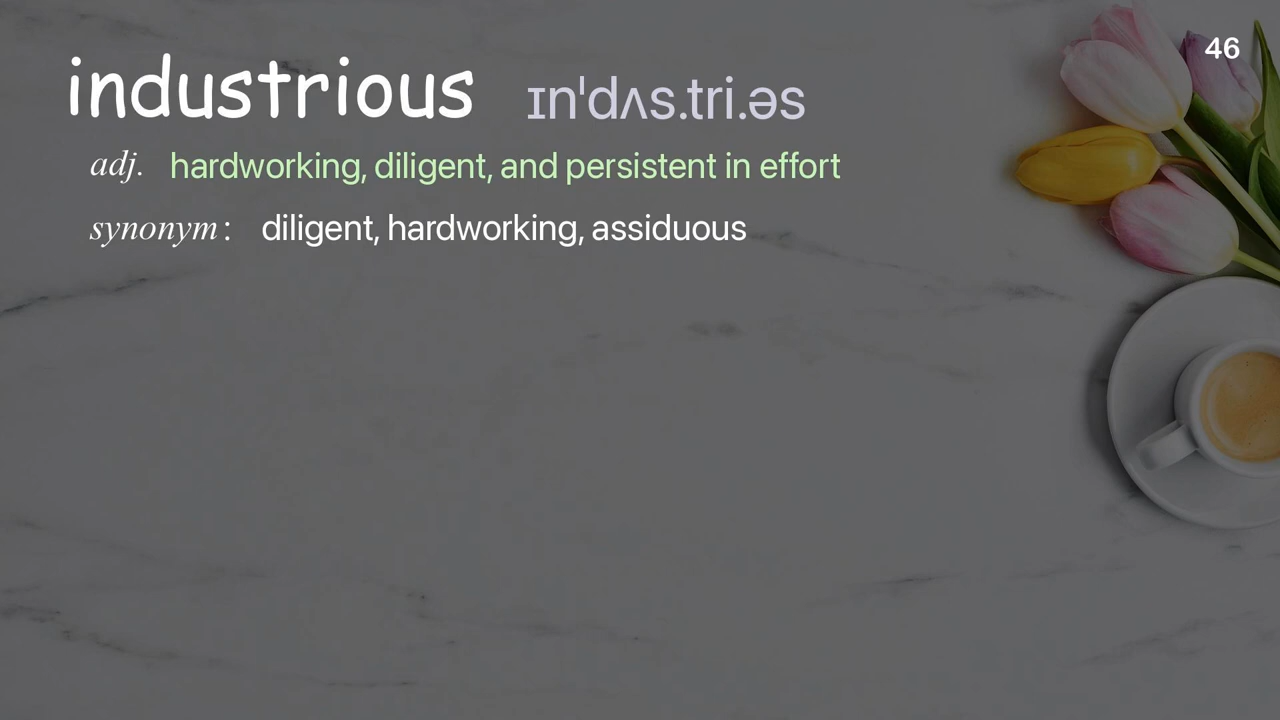 46
industrious ɪnˈdʌs.tri.əs
adj. hardworking, diligent, and persistent in effort
synonym : diligent, hardworking, assiduous